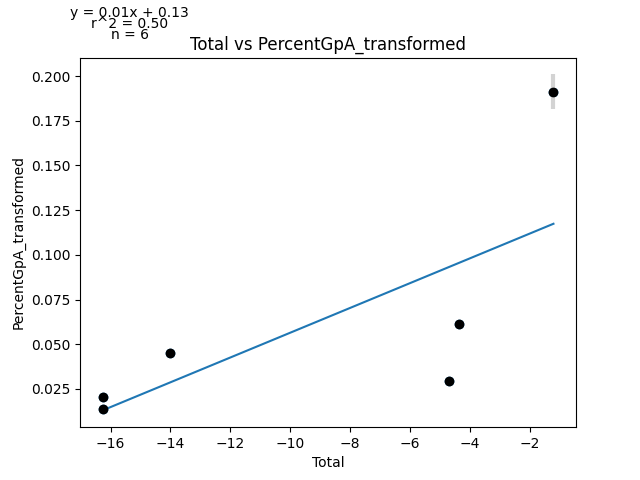 y = 0.01x + 0.13
r^2 = 0.50
n = 6
Total vs PercentGpA_transformed
0.200
0.175
0.150
0.125
0.100
0.075
0.050
0.025
PercentGpA_transformed
−16 −14 −12 −10 −8 −6 −4 −2
Total